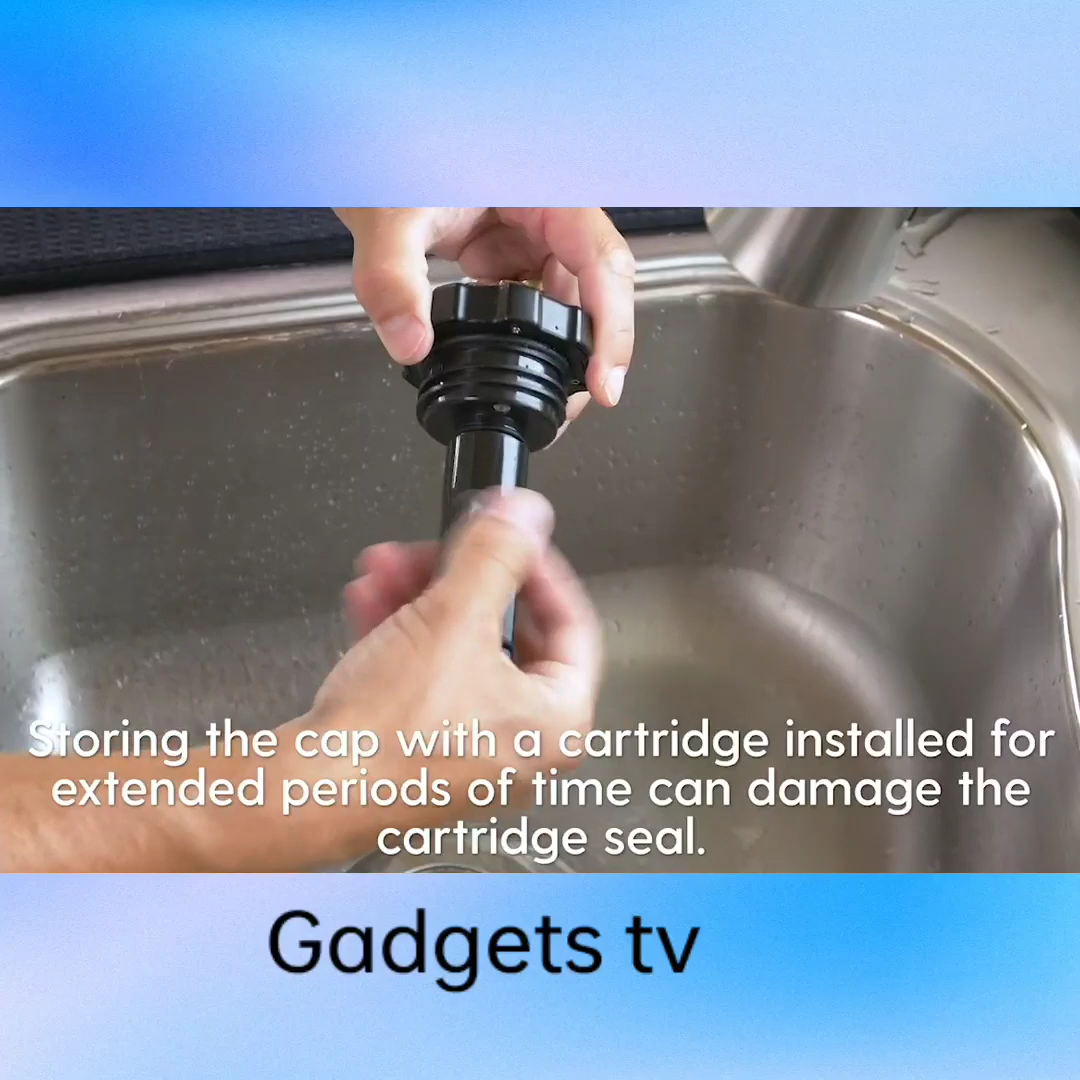 Storing the cap with a cartridge installed for
extended periods of time can damage the
cartridge seal.
Gadgets tv